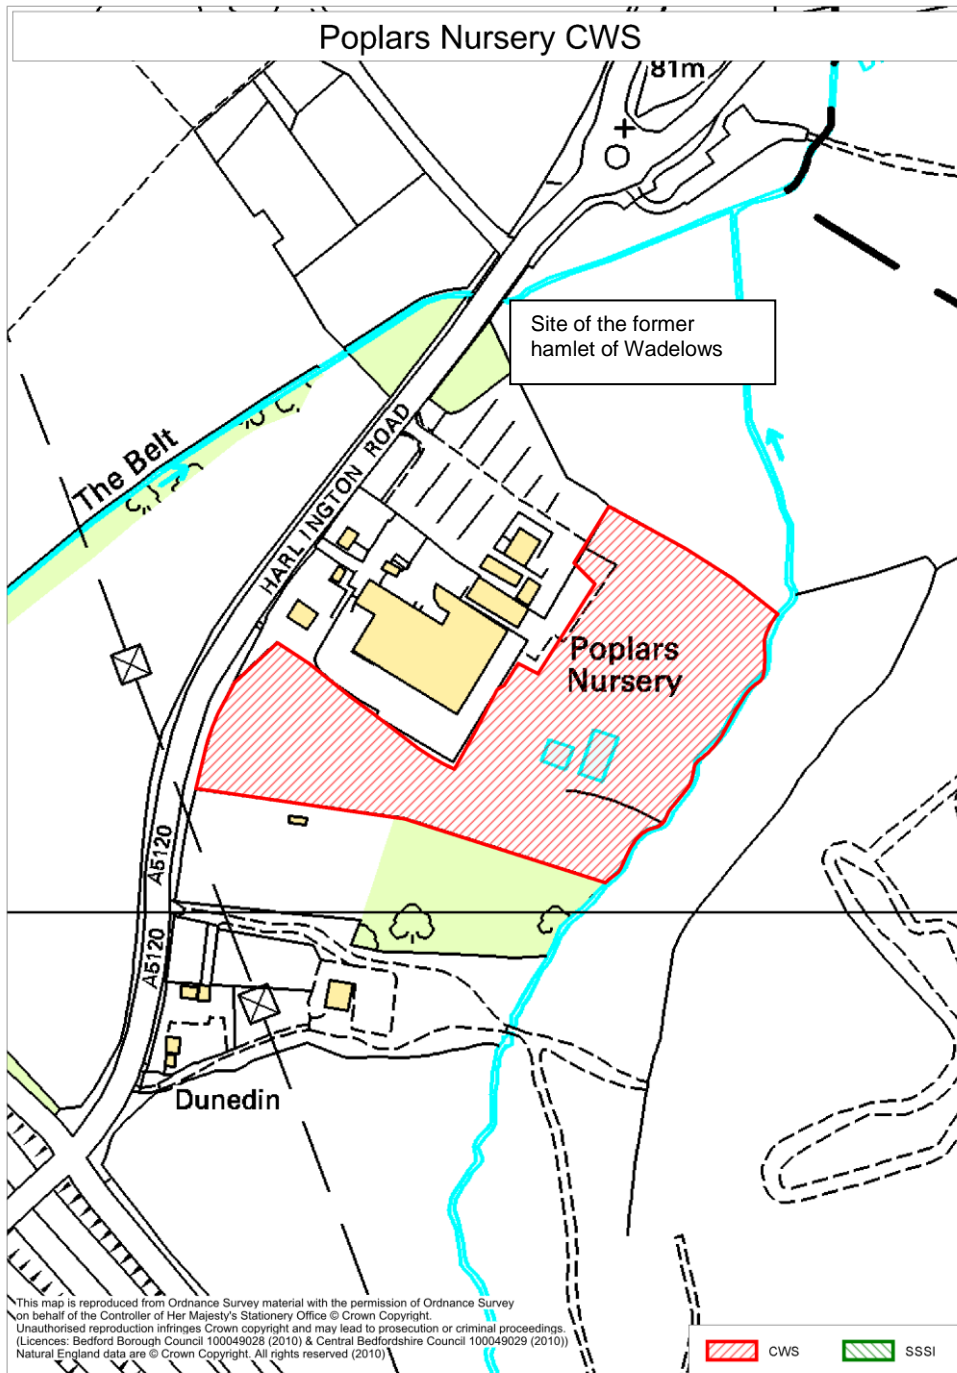 Poplars Nursery CWS
81m
Site of the former
hamlet of Wadelows
The Belt
HARLINGTON ROAD
Poplars
Nursery
A5120
A5120
Dunedin
This map is reproduced from Ordnance Survey material with the permission of Ordnance Survey
on behalf of the Controller of Her Majesty's Stationery Office © Crown Copyright.
Unauthorised reproduction infringes Crown copyright and may lead to prosecution or criminal proceedings.
(Licences: Bedford Borough Council 100049028 (2010) & Central Bedfordshire Council 100049029 (2010))
Natural England data are © Crown Copyright. All rights reserved (2010)
CWS
SSSI